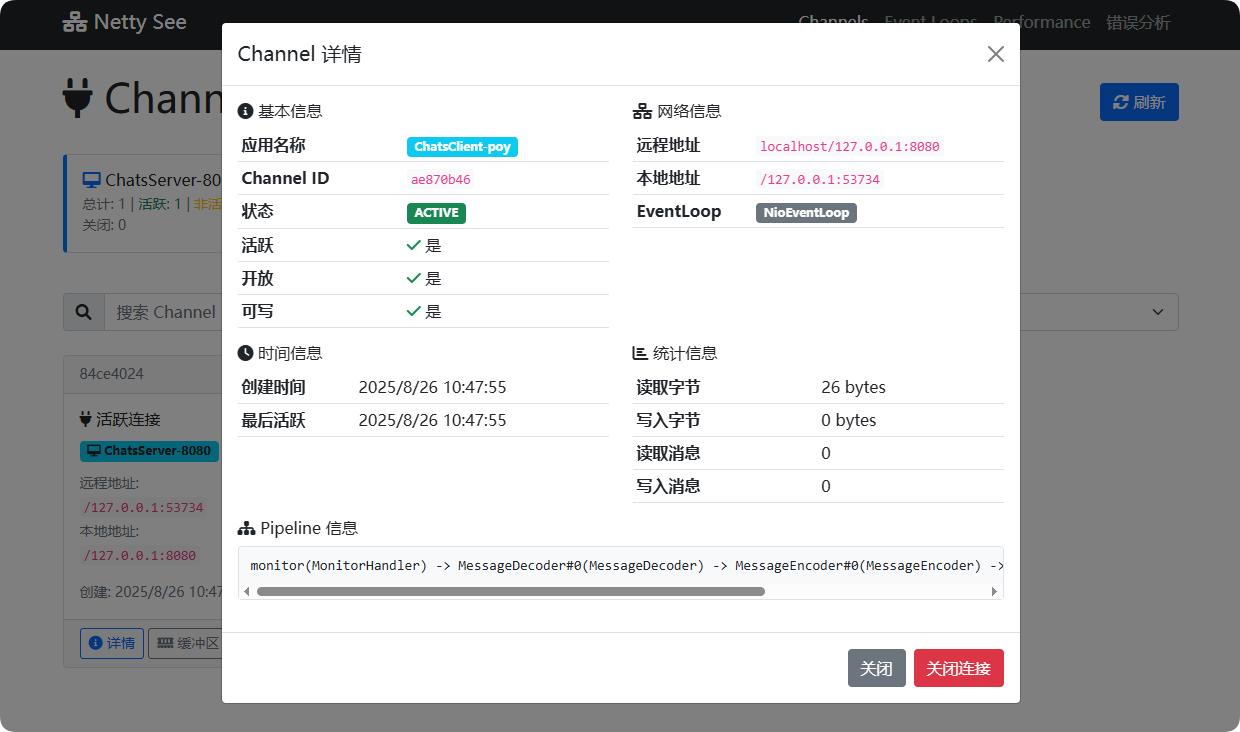 Netty See
Channels Event Loops Performance 错误分析
Chann
刷新
ChatsServer-80
总计: 1 | 活跃: 1 | 非活
关闭: 0
搜索 Channel
84ce4024
活跃连接
ChatsServer-8080
远程地址:
/127.0.0.1:53734
本地地址:
/127.0.0.1:8080
创建: 2025/8/26 10:47
详情 缓冲区
Channel 详情
基本信息
应用名称 ChatsClient-poy
Channel ID ae870b46
状态 ACTIVE
活跃 是
开放 是
可写 是
网络信息
远程地址 localhost/127.0.0.1:8080
本地地址 /127.0.0.1:53734
EventLoop NioEventLoop
时间信息
创建时间 2025/8/26 10:47:55
最后活跃 2025/8/26 10:47:55
统计信息
读取字节 26 bytes
写入字节 0 bytes
读取消息 0
写入消息 0
Pipeline 信息
monitor(MonitorHandler) -> MessageDecoder#0(MessageDecoder) -> MessageEncoder#0(MessageEncoder) ->
关闭 关闭连接